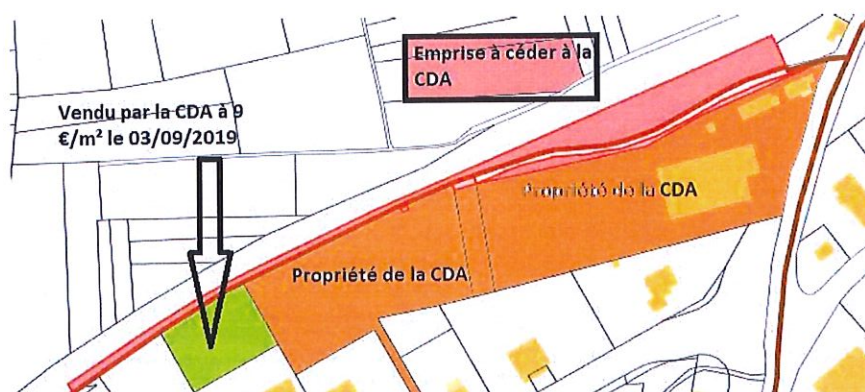 Emprise à céder à la
CDA
Vendu par la CDA à 9
€/m² le 03/09/2019
Propriété de la CDA
Propriété de la CDA